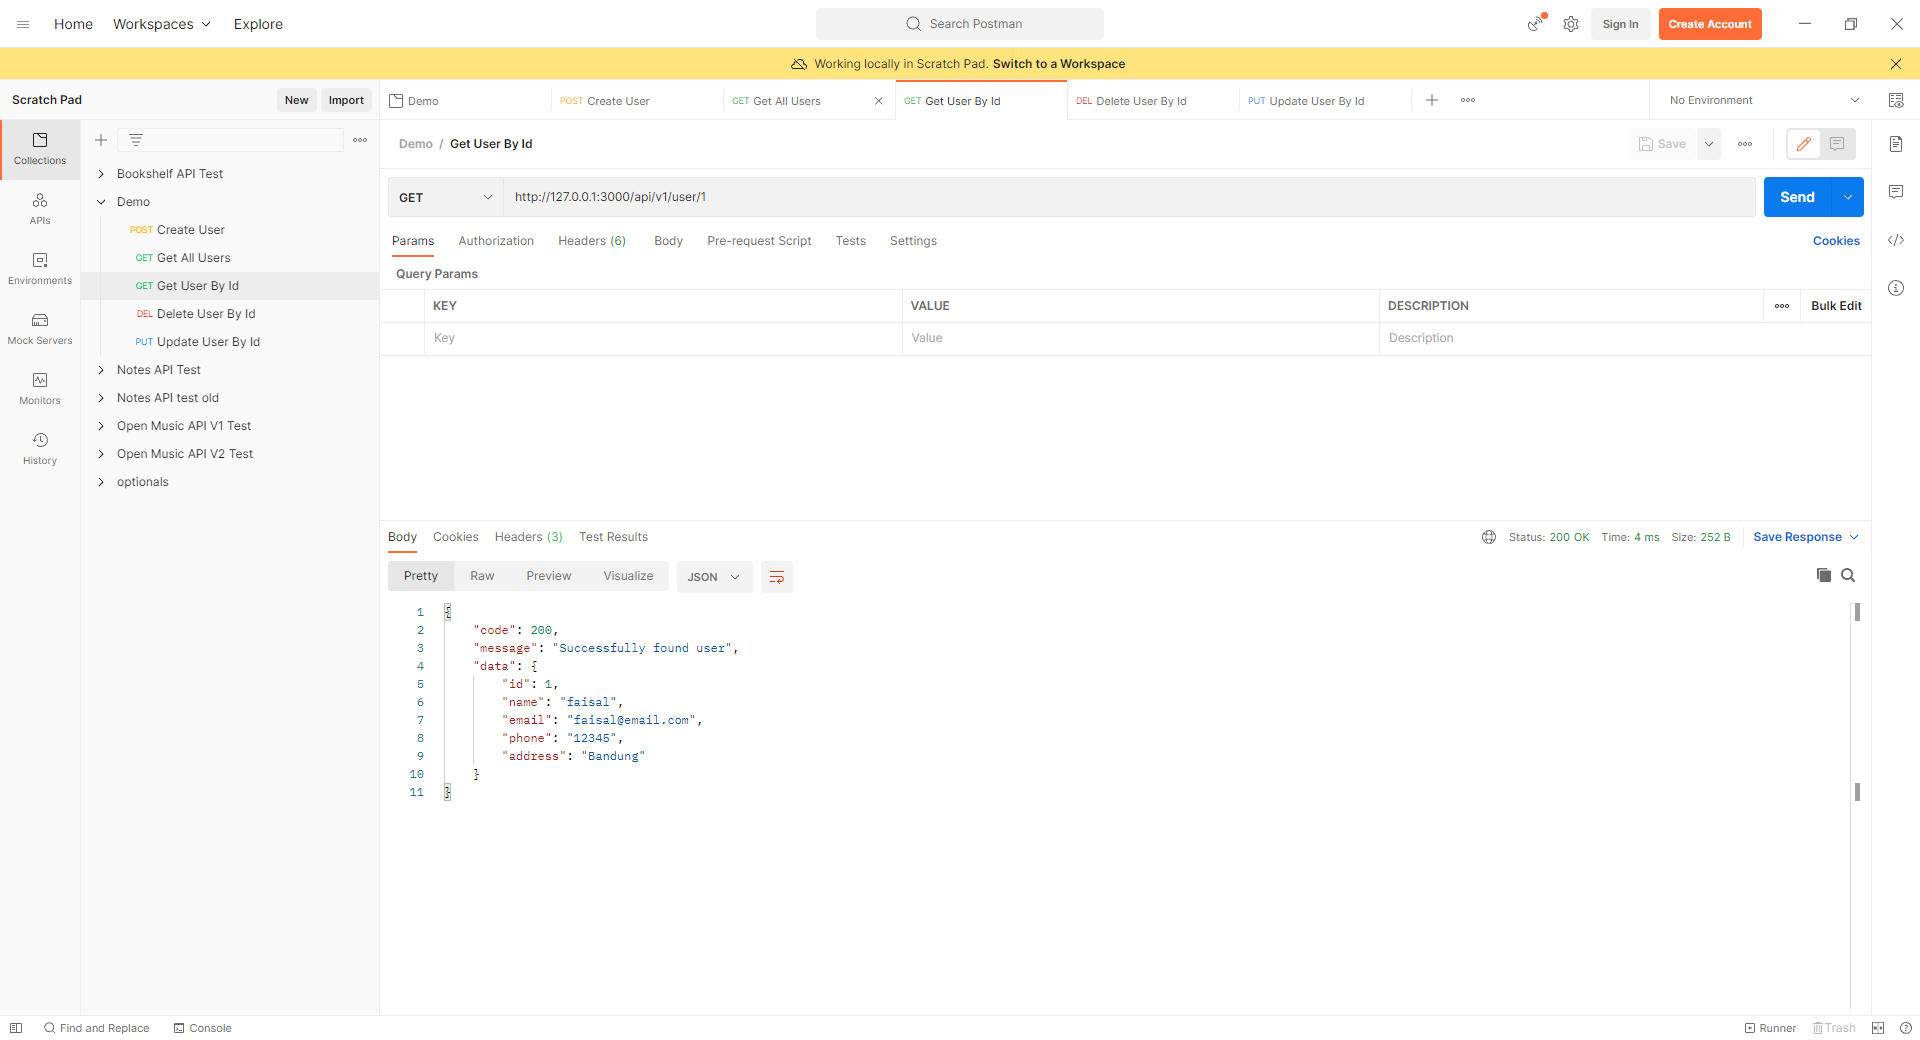 Home Workspaces Explore Search Postman Sign In Create Account
Working locally in Scratch Pad. Switch to a Workspace
Scratch Pad New Import
Demo POST Create User GET Get All Users GET Get User By Id DEL Delete User By Id PUT Update User By Id No Environment
Collections
APIs
Environments
Mock Servers
Monitors
History
Bookshelf API Test
Demo
POST Create User
GET Get All Users
GET Get User By Id
DEL Delete User By Id
PUT Update User By Id
Notes API Test
Notes API test old
Open Music API V1 Test
Open Music API V2 Test
optionals
Demo / Get User By Id Save
GET http://127.0.0.1:3000/api/v1/user/1 Send
Params Authorization Headers (6) Body Pre-request Script Tests Settings Cookies
Query Params
KEY VALUE DESCRIPTION Bulk Edit
Key Value Description
Body Cookies Headers (3) Test Results Status: 200 OK Time: 4 ms Size: 252 B Save Response
Pretty Raw Preview Visualize JSON
1 {
2 "code": 200,
3 "message": "Successfully found user",
4 "data": {
5 "id": 1,
6 "name": "faisal",
7 "email": "faisal@email.com",
8 "phone": "12345",
9 "address": "Bandung"
10 }
11 }
Find and Replace Console Runner Trash